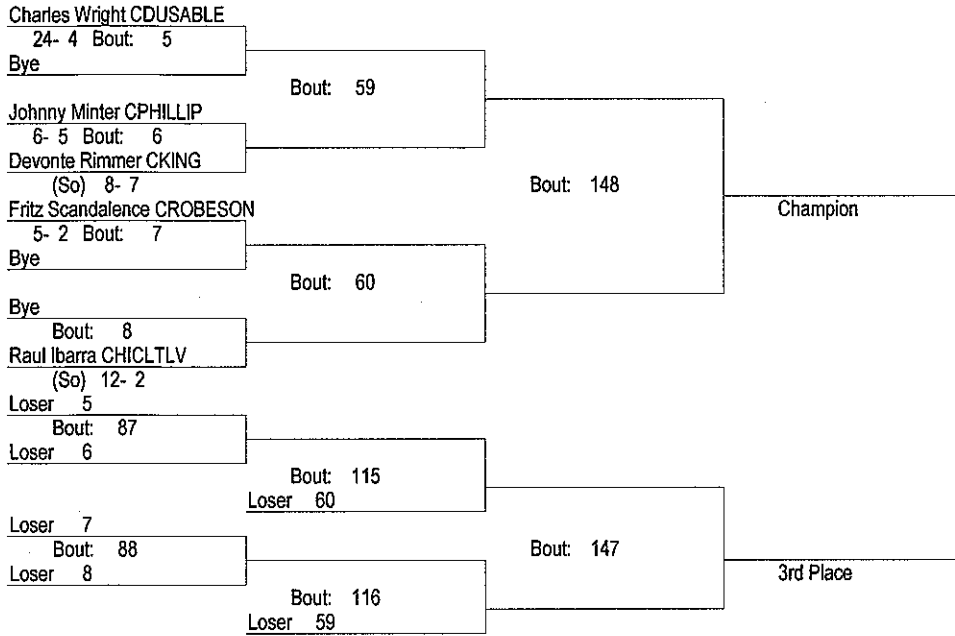 Charles Wright CDUSABLE
24- 4 Bout: 5
Bye
Bout: 59
Johnny Minter CPHILLIP
6- 5 Bout: 6
Devonte Rimmer CKING
(So) 8- 7
Bout: 148
Champion
Fritz Scandalence CROBESON
5- 2 Bout: 7
Bye
Bout: 60
Bye
Bout: 8
Raul Ibarra CHICLTLV
(So) 12- 2
Loser 5
Bout: 87
Loser 6
Bout: 115
Loser 60
Loser 7
Bout: 88
Loser 8
Bout: 147
3rd Place
Bout: 116
Loser 59